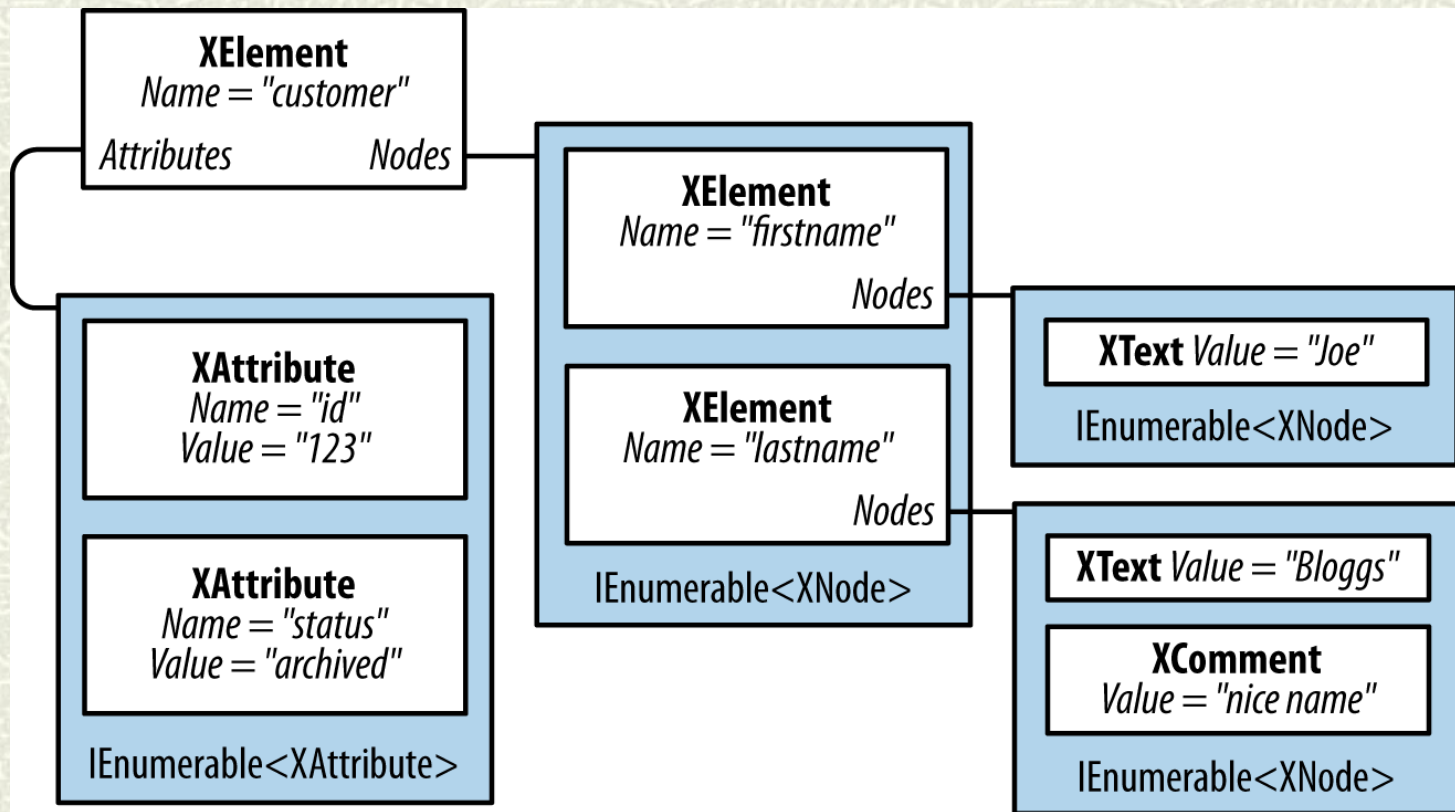 XElement
Name = "customer"
Attributes Nodes
XElement
Name = "firstname"
Nodes
XElement
Name = "lastname"
Nodes
IEnumerable<XNode>
XText Value = "Joe"
IEnumerable<XNode>
XText Value = "Bloggs"
XComment
Value = "nice name"
IEnumerable<XNode>
XAttribute
Name = "id"
Value = "123"
XAttribute
Name = "status"
Value = "archived"
IEnumerable<XAttribute>